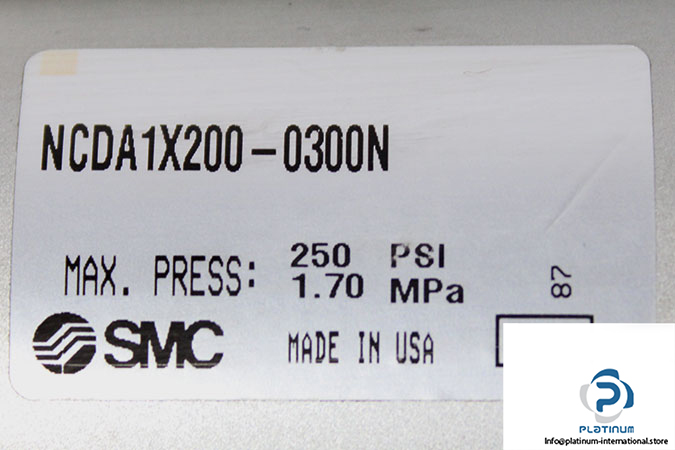 NCDA1X200-0300N
MAX. PRESS: 250 PSI
1.70 MPa
87
SMC MADE IN USA
PLATINUM
Info@platinum-international.store